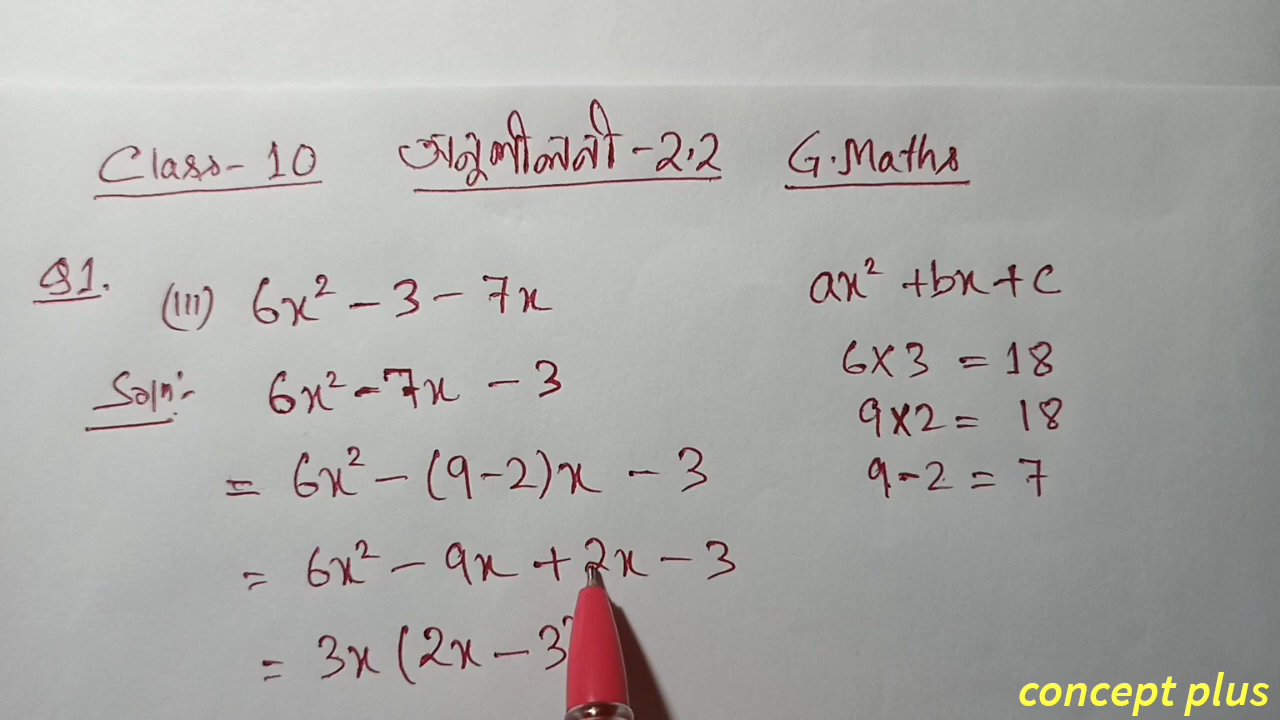 Class-10 অনুশীলনী-2.2 G.Maths
Q1. (III) 6x² - 3 - 7x
ax² + bx + c
Soln:- 6x² - 7x - 3
6 × 3 = 18
= 6x² - (9-2)x - 3
9 × 2 = 18
9 - 2 = 7
= 6x² - 9x + 2x - 3
= 3x (2x - 3
concept plus